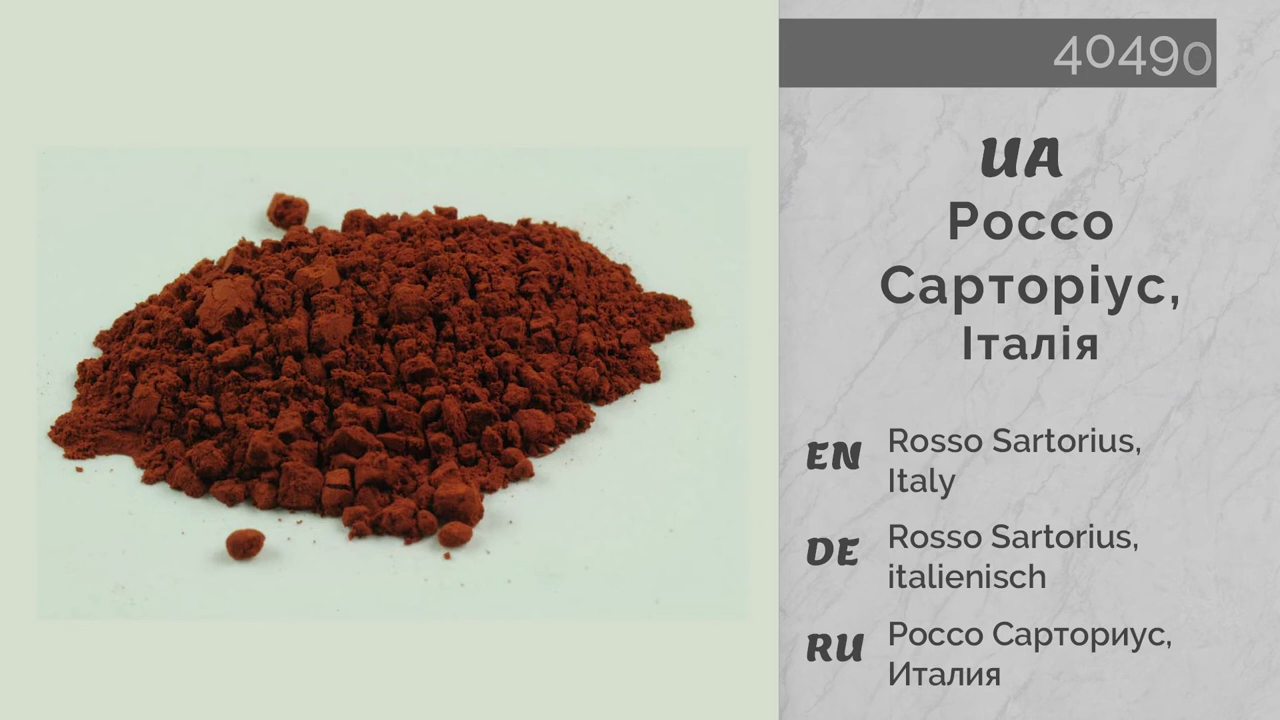 40490
UA
Россо
Сарторіус,
Італія
EN
Rosso Sartorius,
Italy
DE
Rosso Sartorius,
italienisch
RU
Россо Сарториус,
Италия